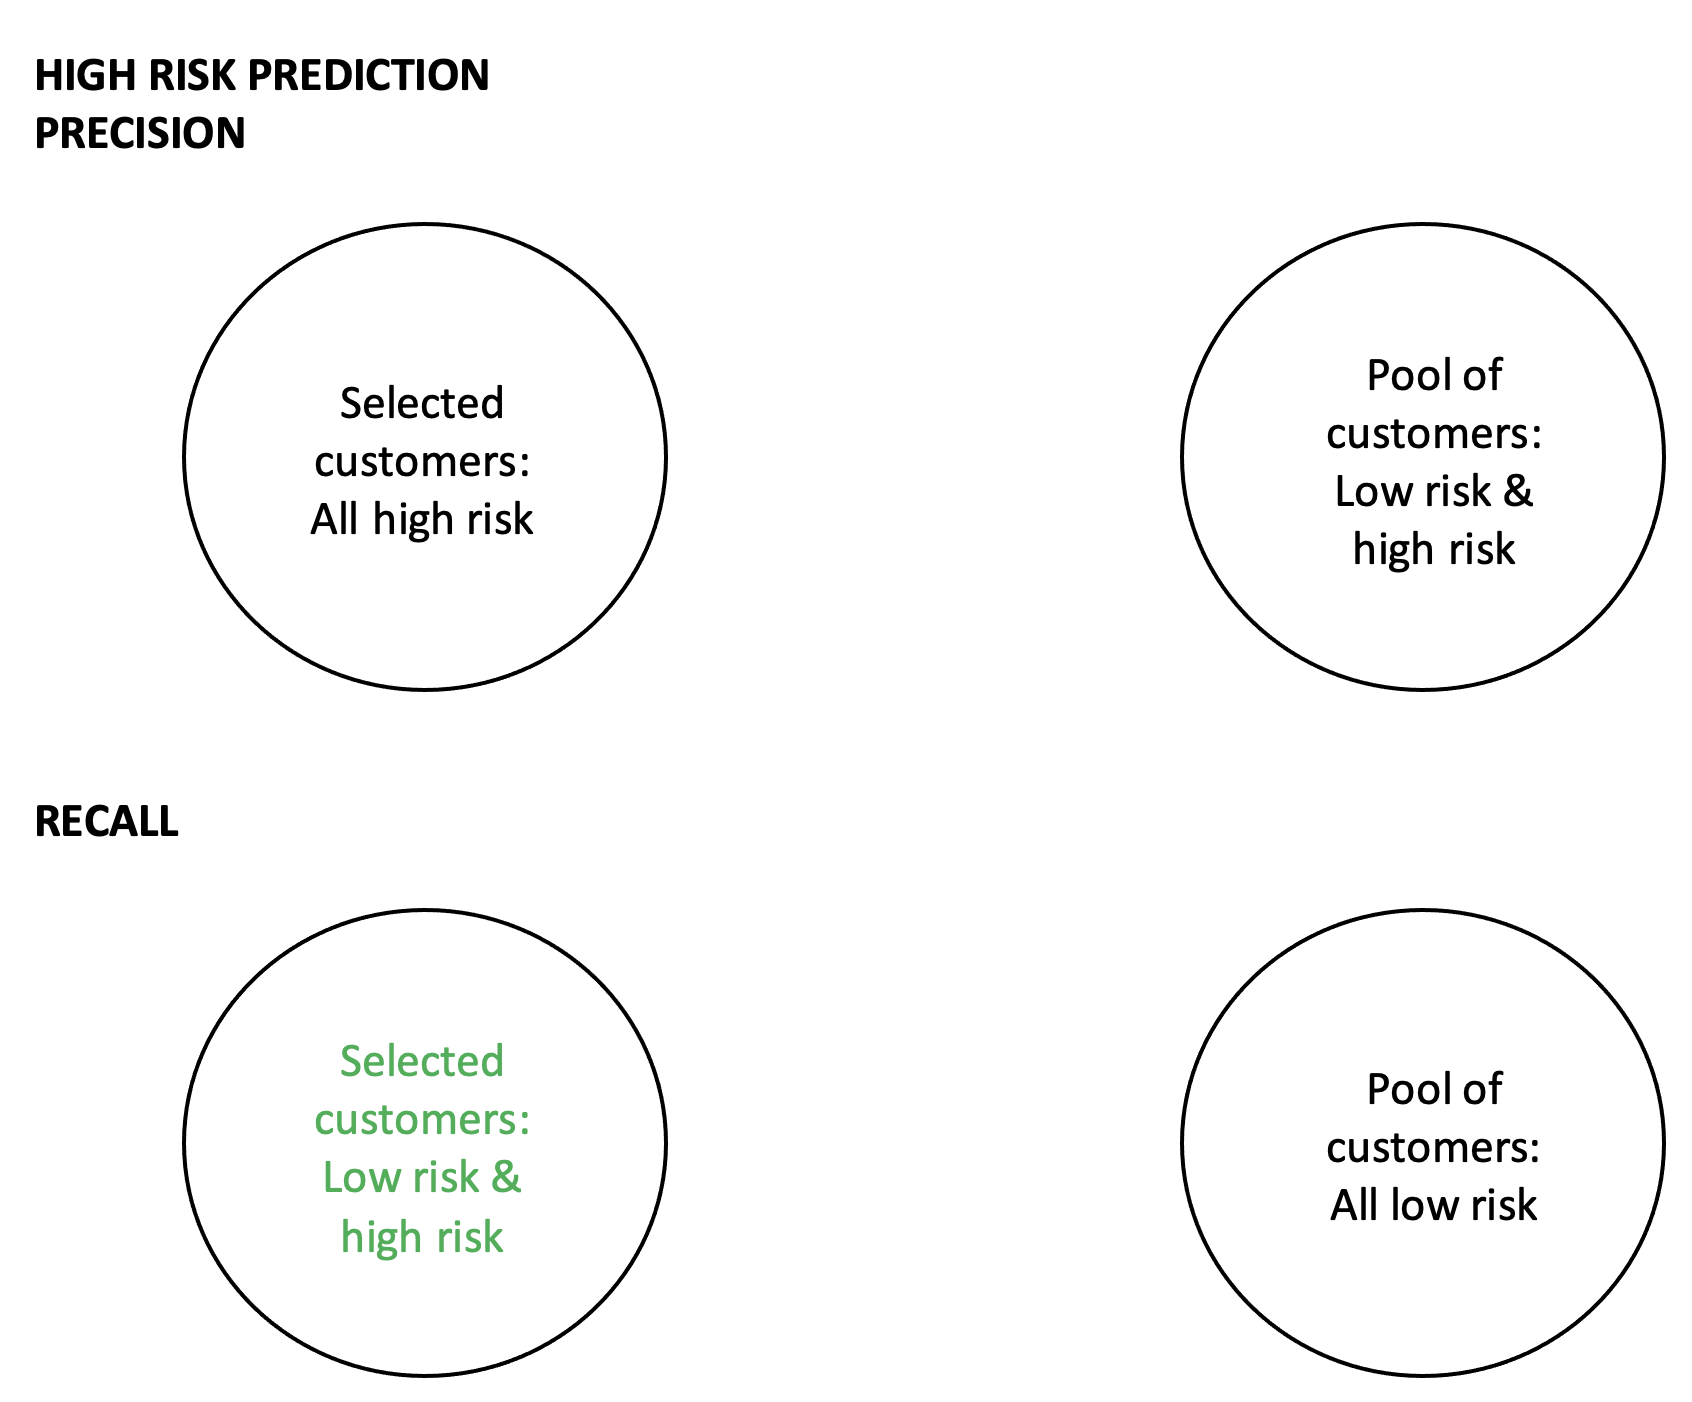 HIGH RISK PREDICTION
PRECISION
Selected
customers:
All high risk
Pool of
customers:
Low risk &
high risk
RECALL
Selected
customers:
Low risk &
high risk
Pool of
customers:
All low risk